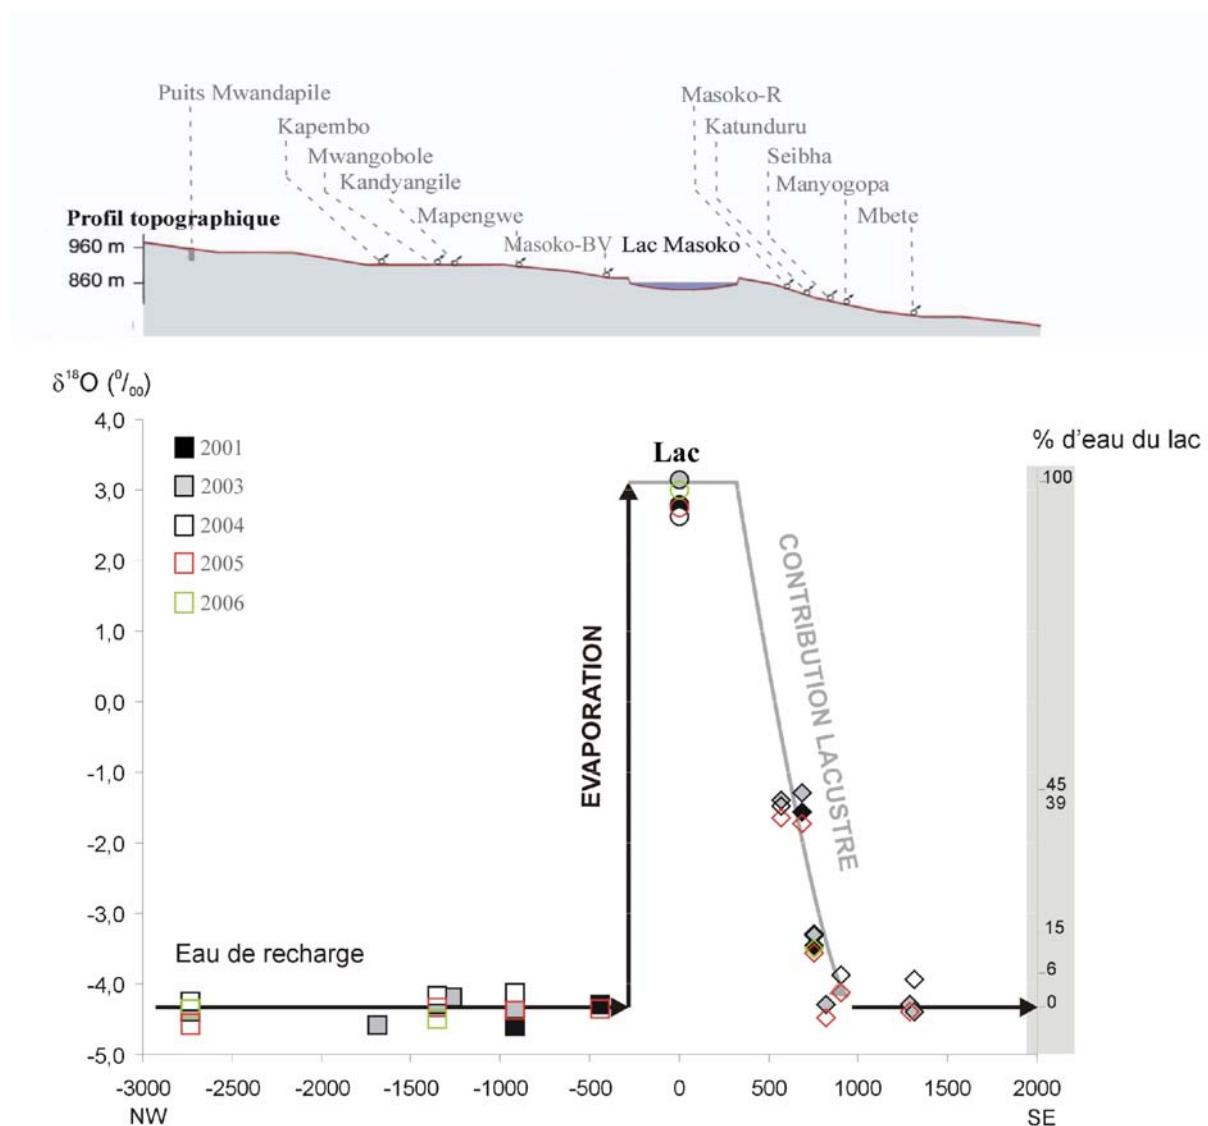 Puits Mwandapile
Masoko-R
Kapembo
Katunduru
Mwangobole
Seibha
Kandyangile
Manyogopa
Profil topographique
Mapengwe
Mbete
960 m
Masoko-BV
Lac Masoko
860 m
δ¹⁸O (⁰/₀₀)
4,0
3,0
2,0
1,0
0,0
-1,0
-2,0
-3,0
-4,0
-5,0
2001
2003
2004
2005
2006
Lac
% d'eau du lac
100
45
39
15
6
0
EVAPORATION
CONTRIBUTION LACUSTRE
Eau de recharge
-3000 -2500 -2000 -1500 -1000 -500 0 500 1000 1500 2000
NW
SE